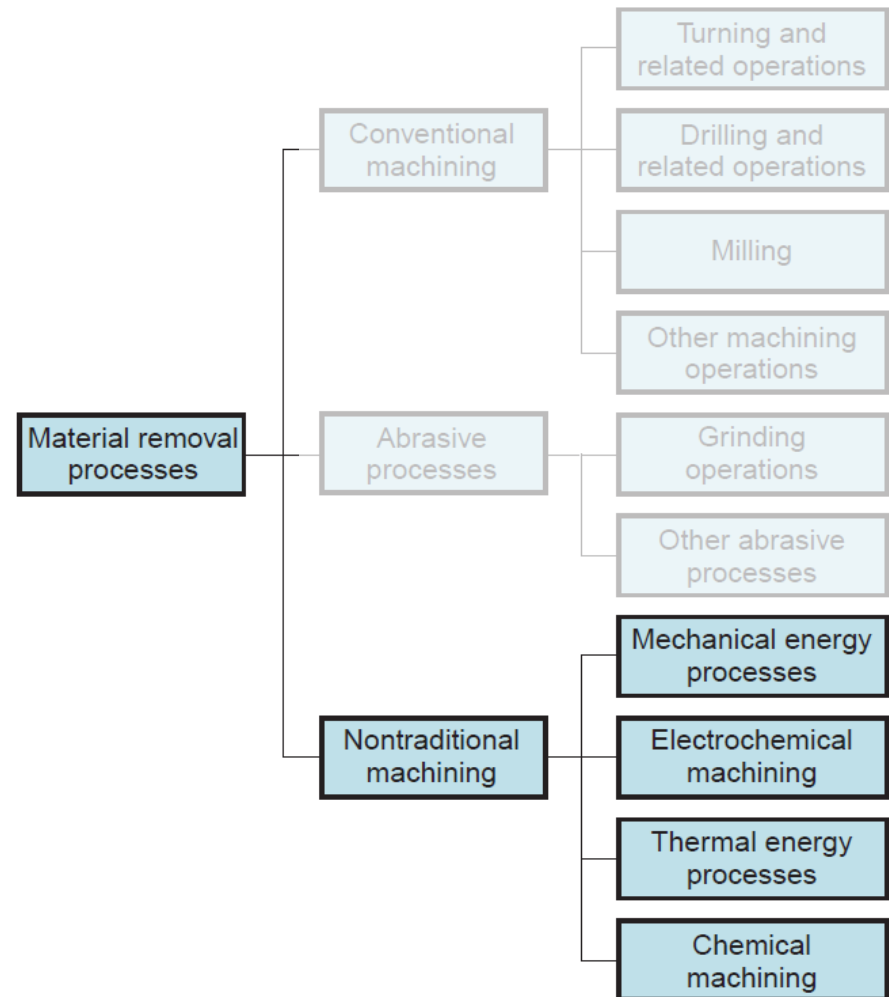 Turning and
related operations
Conventional
machining
Drilling and
related operations
Milling
Other machining
operations
Material removal
processes
Abrasive
processes
Grinding
operations
Other abrasive
processes
Mechanical energy
processes
Nontraditional
machining
Electrochemical
machining
Thermal energy
processes
Chemical
machining